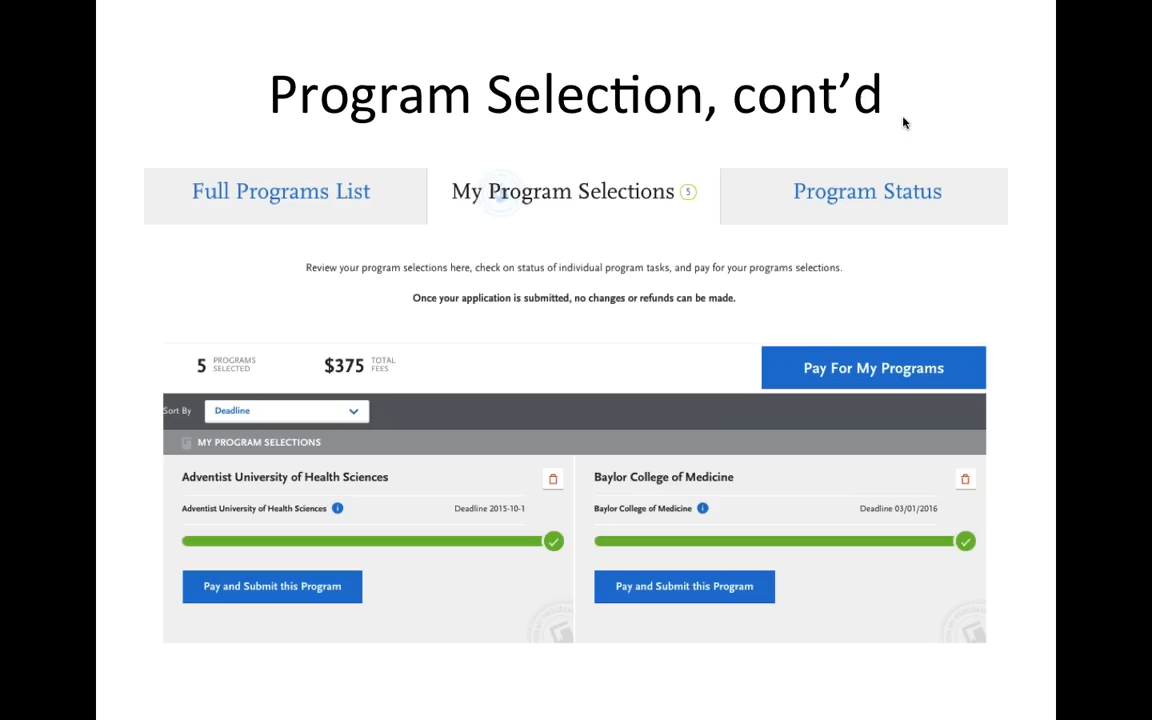 Program Selection, cont’d
Full Programs List
My Program Selections 5
Program Status
Review your program selections here, check on status of individual program tasks, and pay for your programs selections.
Once your application is submitted, no changes or refunds can be made.
5 PROGRAMS SELECTED
$375 TOTAL FEES
Pay For My Programs
Sort By
Deadline
MY PROGRAM SELECTIONS
Adventist University of Health Sciences
Adventist University of Health Sciences
Deadline 2015-10-1
Pay and Submit this Program
Baylor College of Medicine
Baylor College of Medicine
Deadline 03/01/2016
Pay and Submit this Program